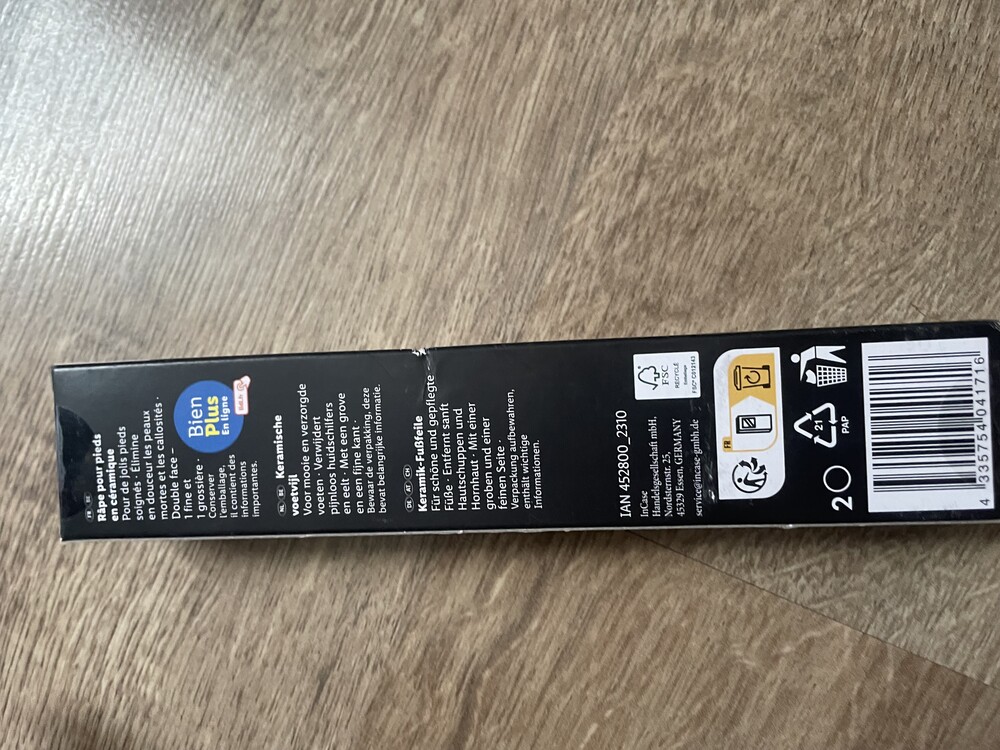 FR BE
Râpe pour pieds
en céramique
Pour de jolis pieds
soignés · Élimine
en douceur les peaux
mortes et les callosités ·
Double face –
1 fine et
1 grossière ·
Conserver
l'emballage,
il contient des
informations
importantes.
Bien
Plus
En ligne
NL BE Keramische
voetvijl
Voor mooie en verzorgde
voeten · Verwijdert
pijnloos huidschilfers
en eelt · Met een grove
en een fijne kant ·
Bewaar de verpakking, deze
bevat belangrijke informatie.
DE AT CH
Keramik-Fußfeile
Für schöne und gepflegte
Füße · Entfernt sanft
Hautschuppen und
Hornhaut · Mit einer
groben und einer
feinen Seite ·
Verpackung aufbewahren,
enthält wichtige
Informationen.
IAN 452800_2310
InCase
Handelsgesellschaft mbH,
Nordsternstr. 25,
45329 Essen, GERMANY
service@incase-gmbh.de
FSC
RECYCLÉ
Emballage
FSC® C012143
FR
2
21
PAP
4 335754 041716